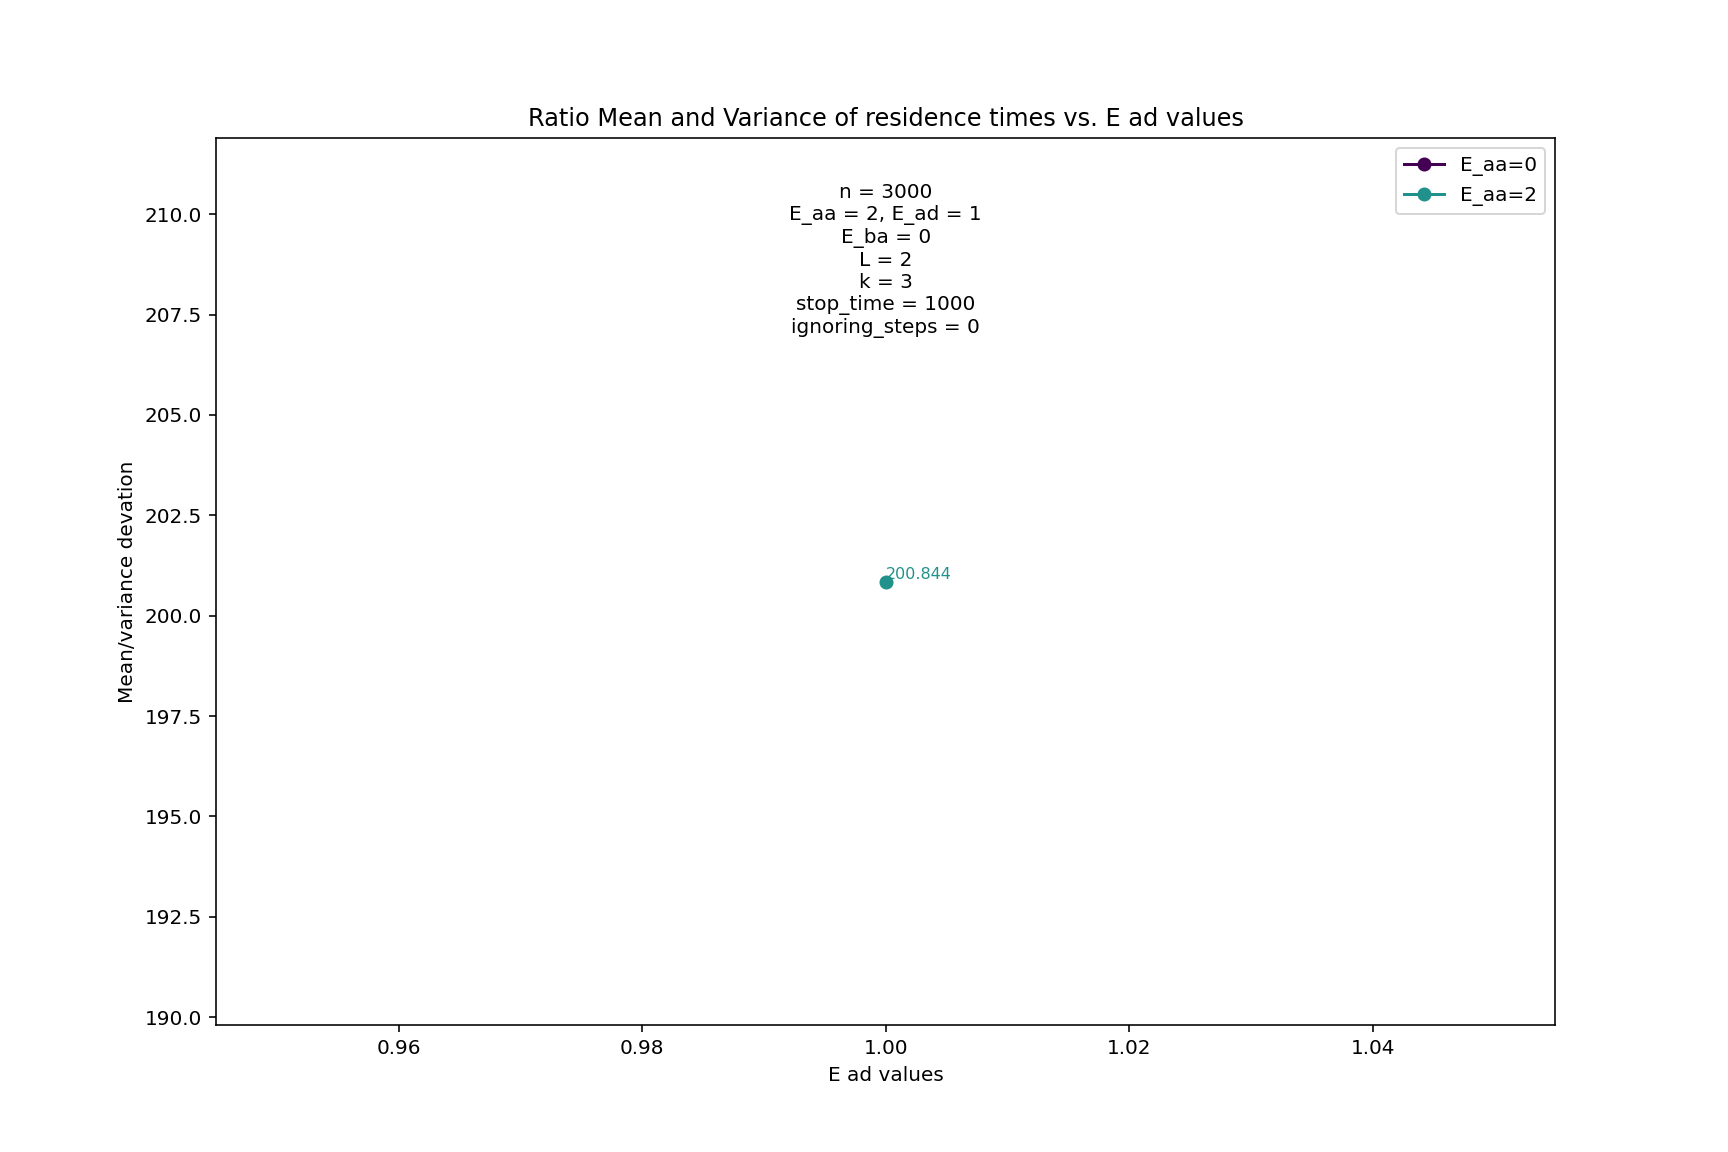 Ratio Mean and Variance of residence times vs. E ad values
E_aa=0
E_aa=2
n = 3000
E_aa = 2, E_ad = 1
E_ba = 0
L = 2
k = 3
stop_time = 1000
ignoring_steps = 0
210.0
207.5
205.0
202.5
200.0
197.5
195.0
192.5
190.0
Mean/variance devation
200.844
0.96 0.98 1.00 1.02 1.04
E ad values